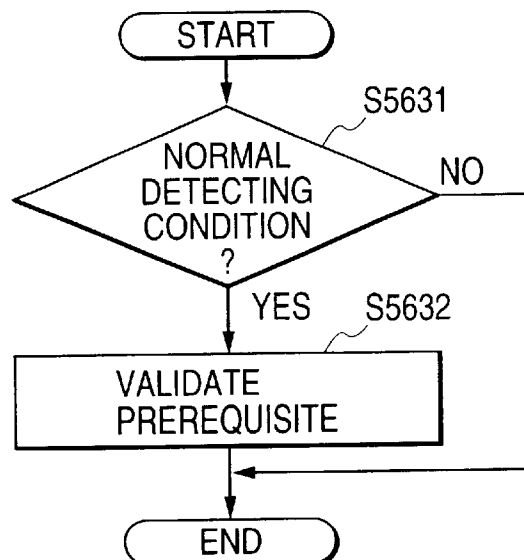 START
S5631
NORMAL
DETECTING
CONDITION
?
NO
YES
S5632
VALIDATE
PREREQUISITE
END